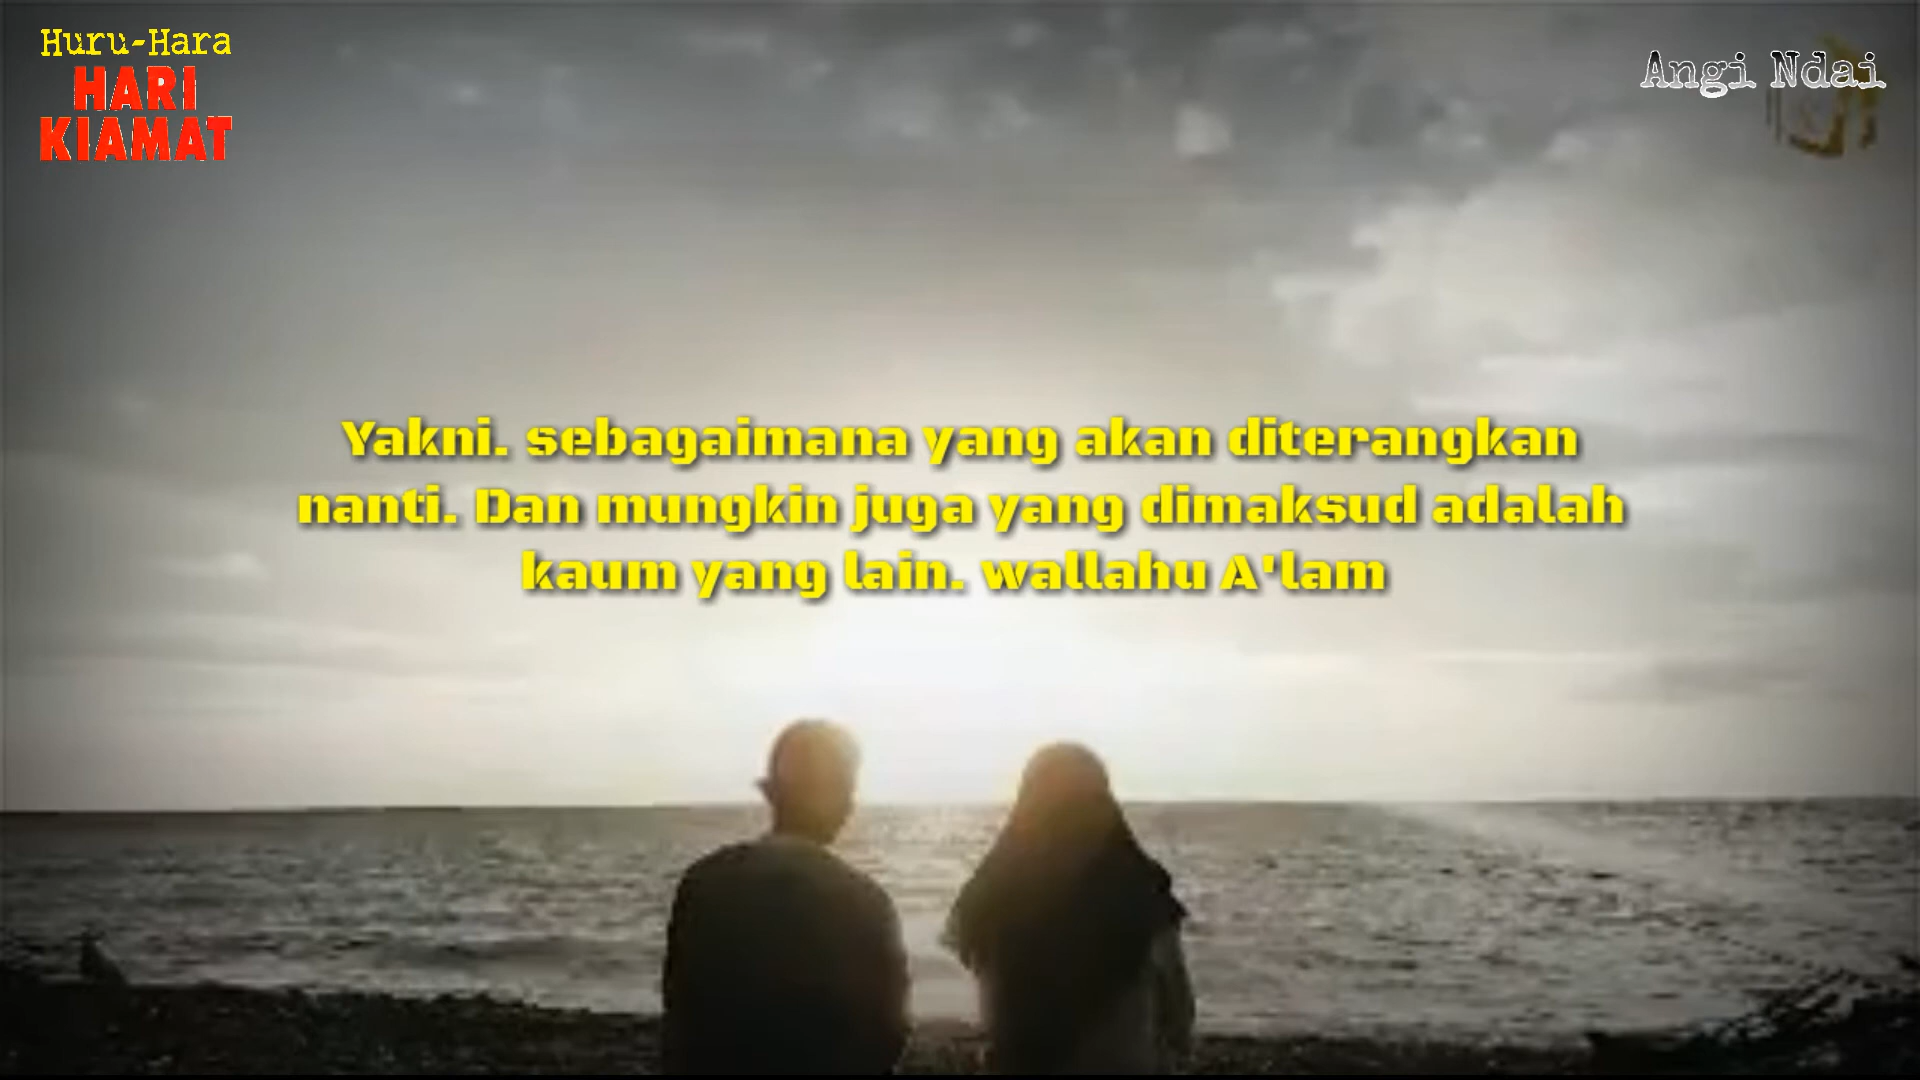 Huru-Hara
HARI
KIAMAT
Angi Ndai
Yakni. sebagaimana yang akan diterangkan
nanti. Dan mungkin juga yang dimaksud adalah
kaum yang lain. wallahu A'lam